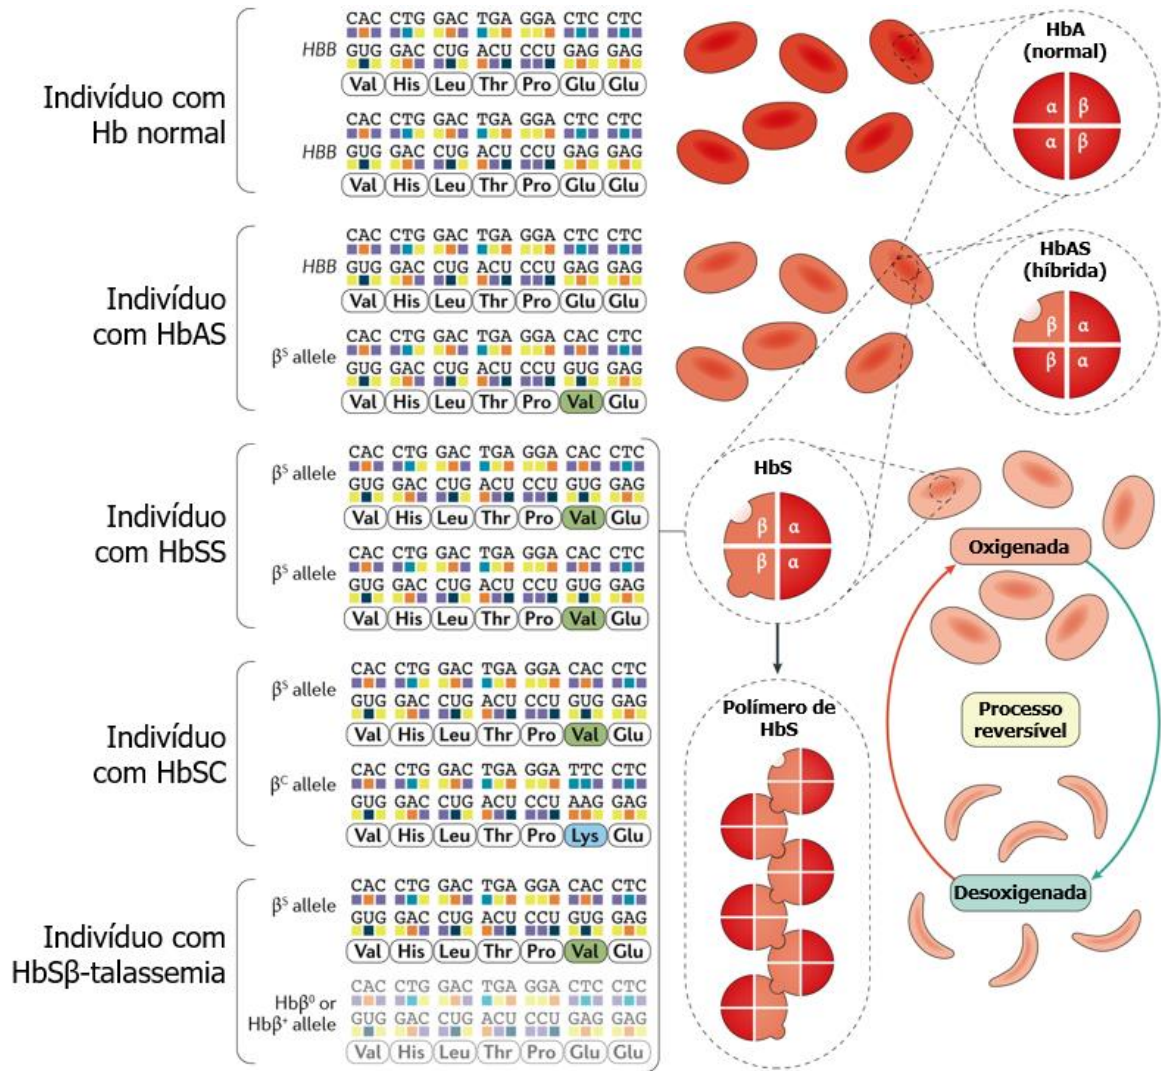 Indivíduo com
Hb normal
HBB
CAC CTG GAC TGA GGA CTC CTC
GUG GAC CUG ACU CCU GAG GAG
Val His Leu Thr Pro Glu Glu
HBB
CAC CTG GAC TGA GGA CTC CTC
GUG GAC CUG ACU CCU GAG GAG
Val His Leu Thr Pro Glu Glu
HbA
(normal)
α β
α β
Indivíduo
com HbAS
HBB
CAC CTG GAC TGA GGA CTC CTC
GUG GAC CUG ACU CCU GAG GAG
Val His Leu Thr Pro Glu Glu
βS allele
CAC CTG GAC TGA GGA CAC CTC
GUG GAC CUG ACU CCU GUG GAG
Val His Leu Thr Pro Val Glu
HbAS
(híbrida)
β α
β α
Indivíduo
com HbSS
βS allele
CAC CTG GAC TGA GGA CAC CTC
GUG GAC CUG ACU CCU GUG GAG
Val His Leu Thr Pro Val Glu
βS allele
CAC CTG GAC TGA GGA CAC CTC
GUG GAC CUG ACU CCU GUG GAG
Val His Leu Thr Pro Val Glu
HbS
β α
β α
Oxigenada
Processo
reversível
Desoxigenada
Indivíduo
com HbSC
βS allele
CAC CTG GAC TGA GGA CAC CTC
GUG GAC CUG ACU CCU GUG GAG
Val His Leu Thr Pro Val Glu
βC allele
CAC CTG GAC TGA GGA TTC CTC
GUG GAC CUG ACU CCU AAG GAG
Val His Leu Thr Pro Lys Glu
Polímero de
HbS
Indivíduo com
HbSβ-talassemia
βS allele
CAC CTG GAC TGA GGA CAC CTC
GUG GAC CUG ACU CCU GUG GAG
Val His Leu Thr Pro Val Glu
Hbβ0 or
Hbβ+ allele
CAC CTG GAC TGA GGA CTC CTC
GUG GAC CUG ACU CCU GAG GAG
Val His Leu Thr Pro Glu Glu